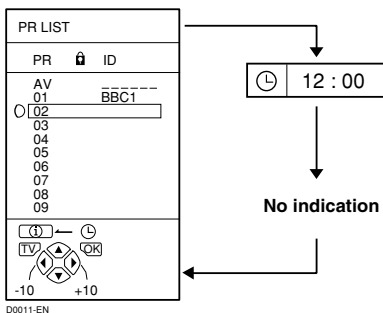 PR LIST
PR ID
AV ______
01 BBC1
02
03
04
05
06
07
08
09
i
TV OK
-10 +10
12 : 00
No indication
D0011-EN